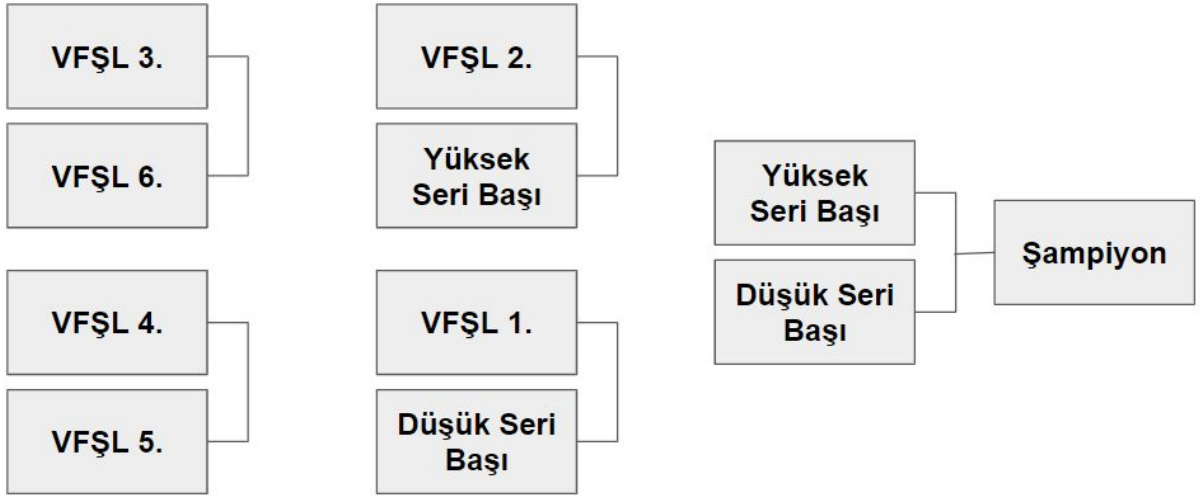 VFŞL 3.
VFŞL 6.
VFŞL 4.
VFŞL 5.
VFŞL 2.
Yüksek
Seri Başı
VFŞL 1.
Düşük Seri
Başı
Yüksek
Seri Başı
Düşük Seri
Başı
Şampiyon